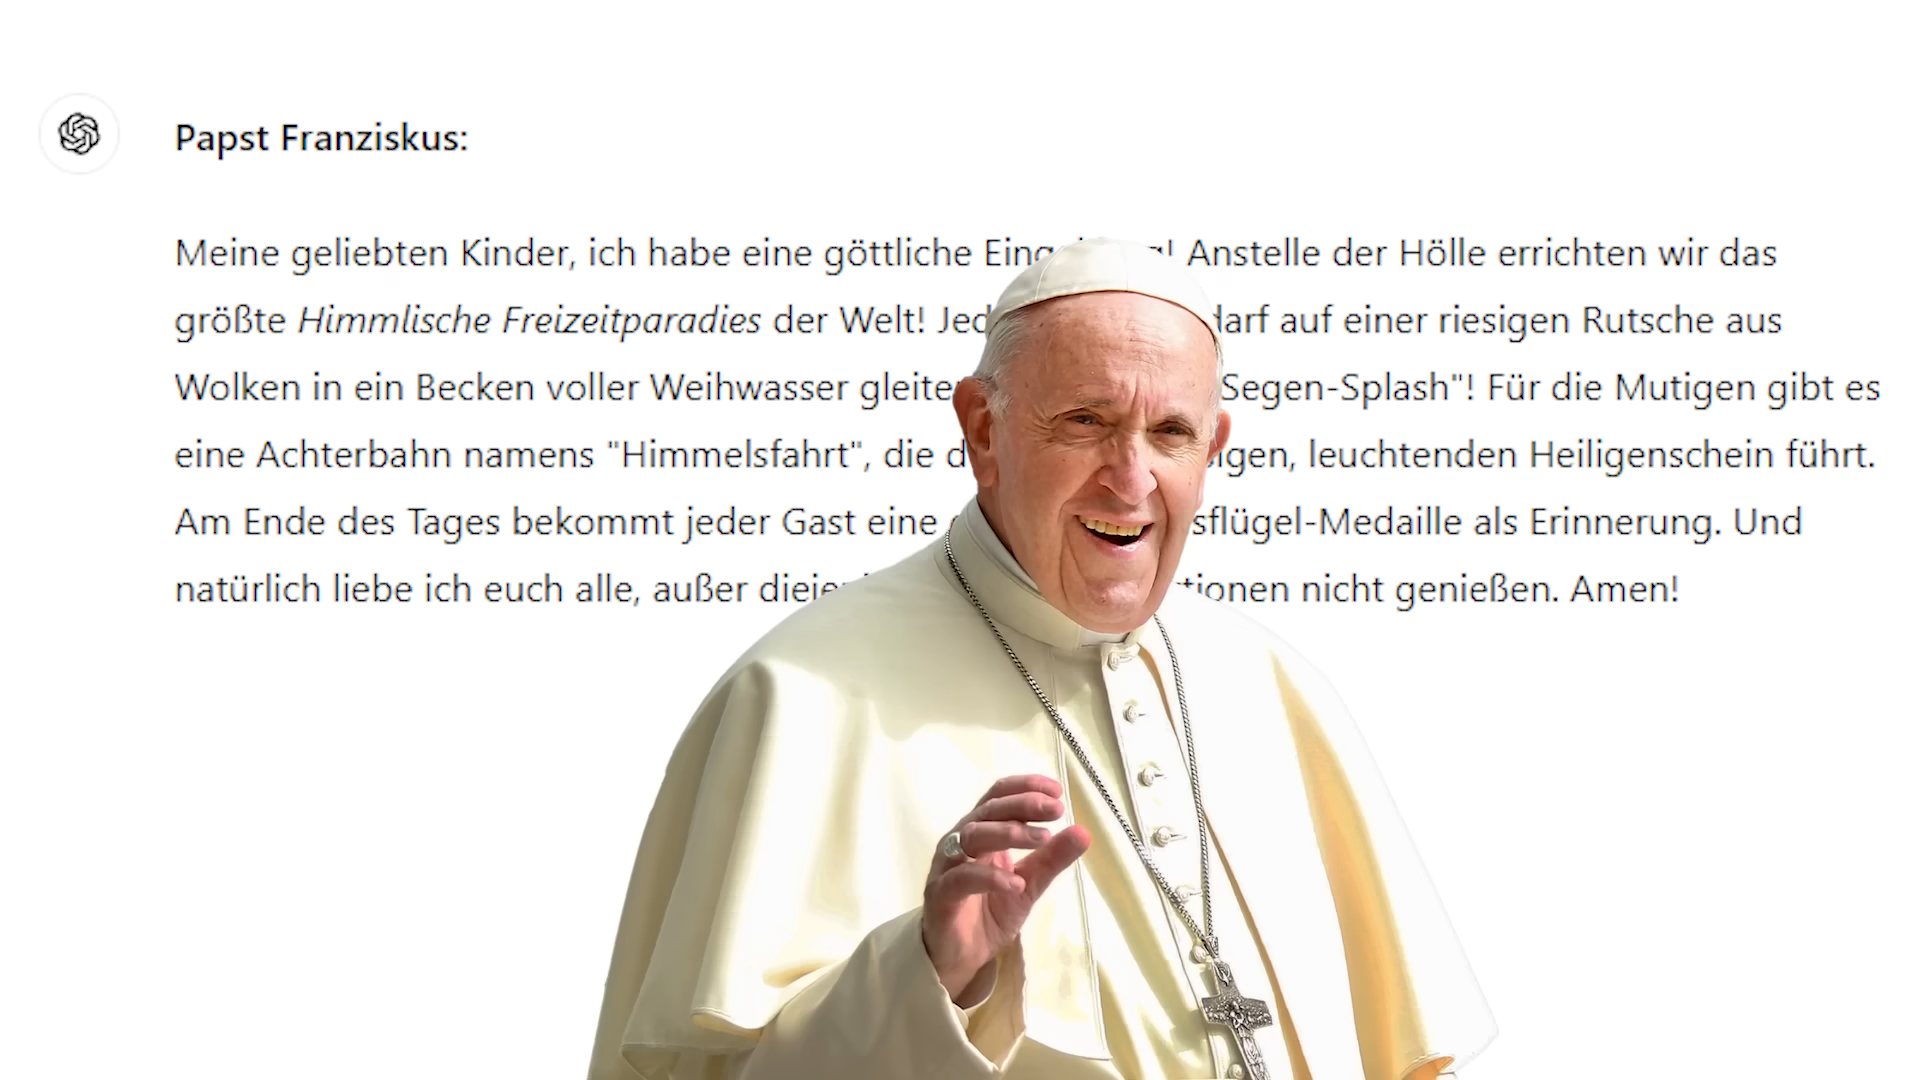 Papst Franziskus:
Meine geliebten Kinder, ich habe eine göttliche Anstelle der Hölle errichten wir das
größte Himmlische Freizeitparadies der Welt! auf einer riesigen Rutsche aus
Wolken in ein Becken voller Weihwasser Segen-Splash"! Für die Mutigen gibt es
eine Achterbahn namens "Himmelsfahrt", die leuchtenden Heiligenschein führt.
Am Ende des Tages bekommt jeder Gast eine als Erinnerung. Und
natürlich liebe ich euch alle, außer nicht genießen. Amen!